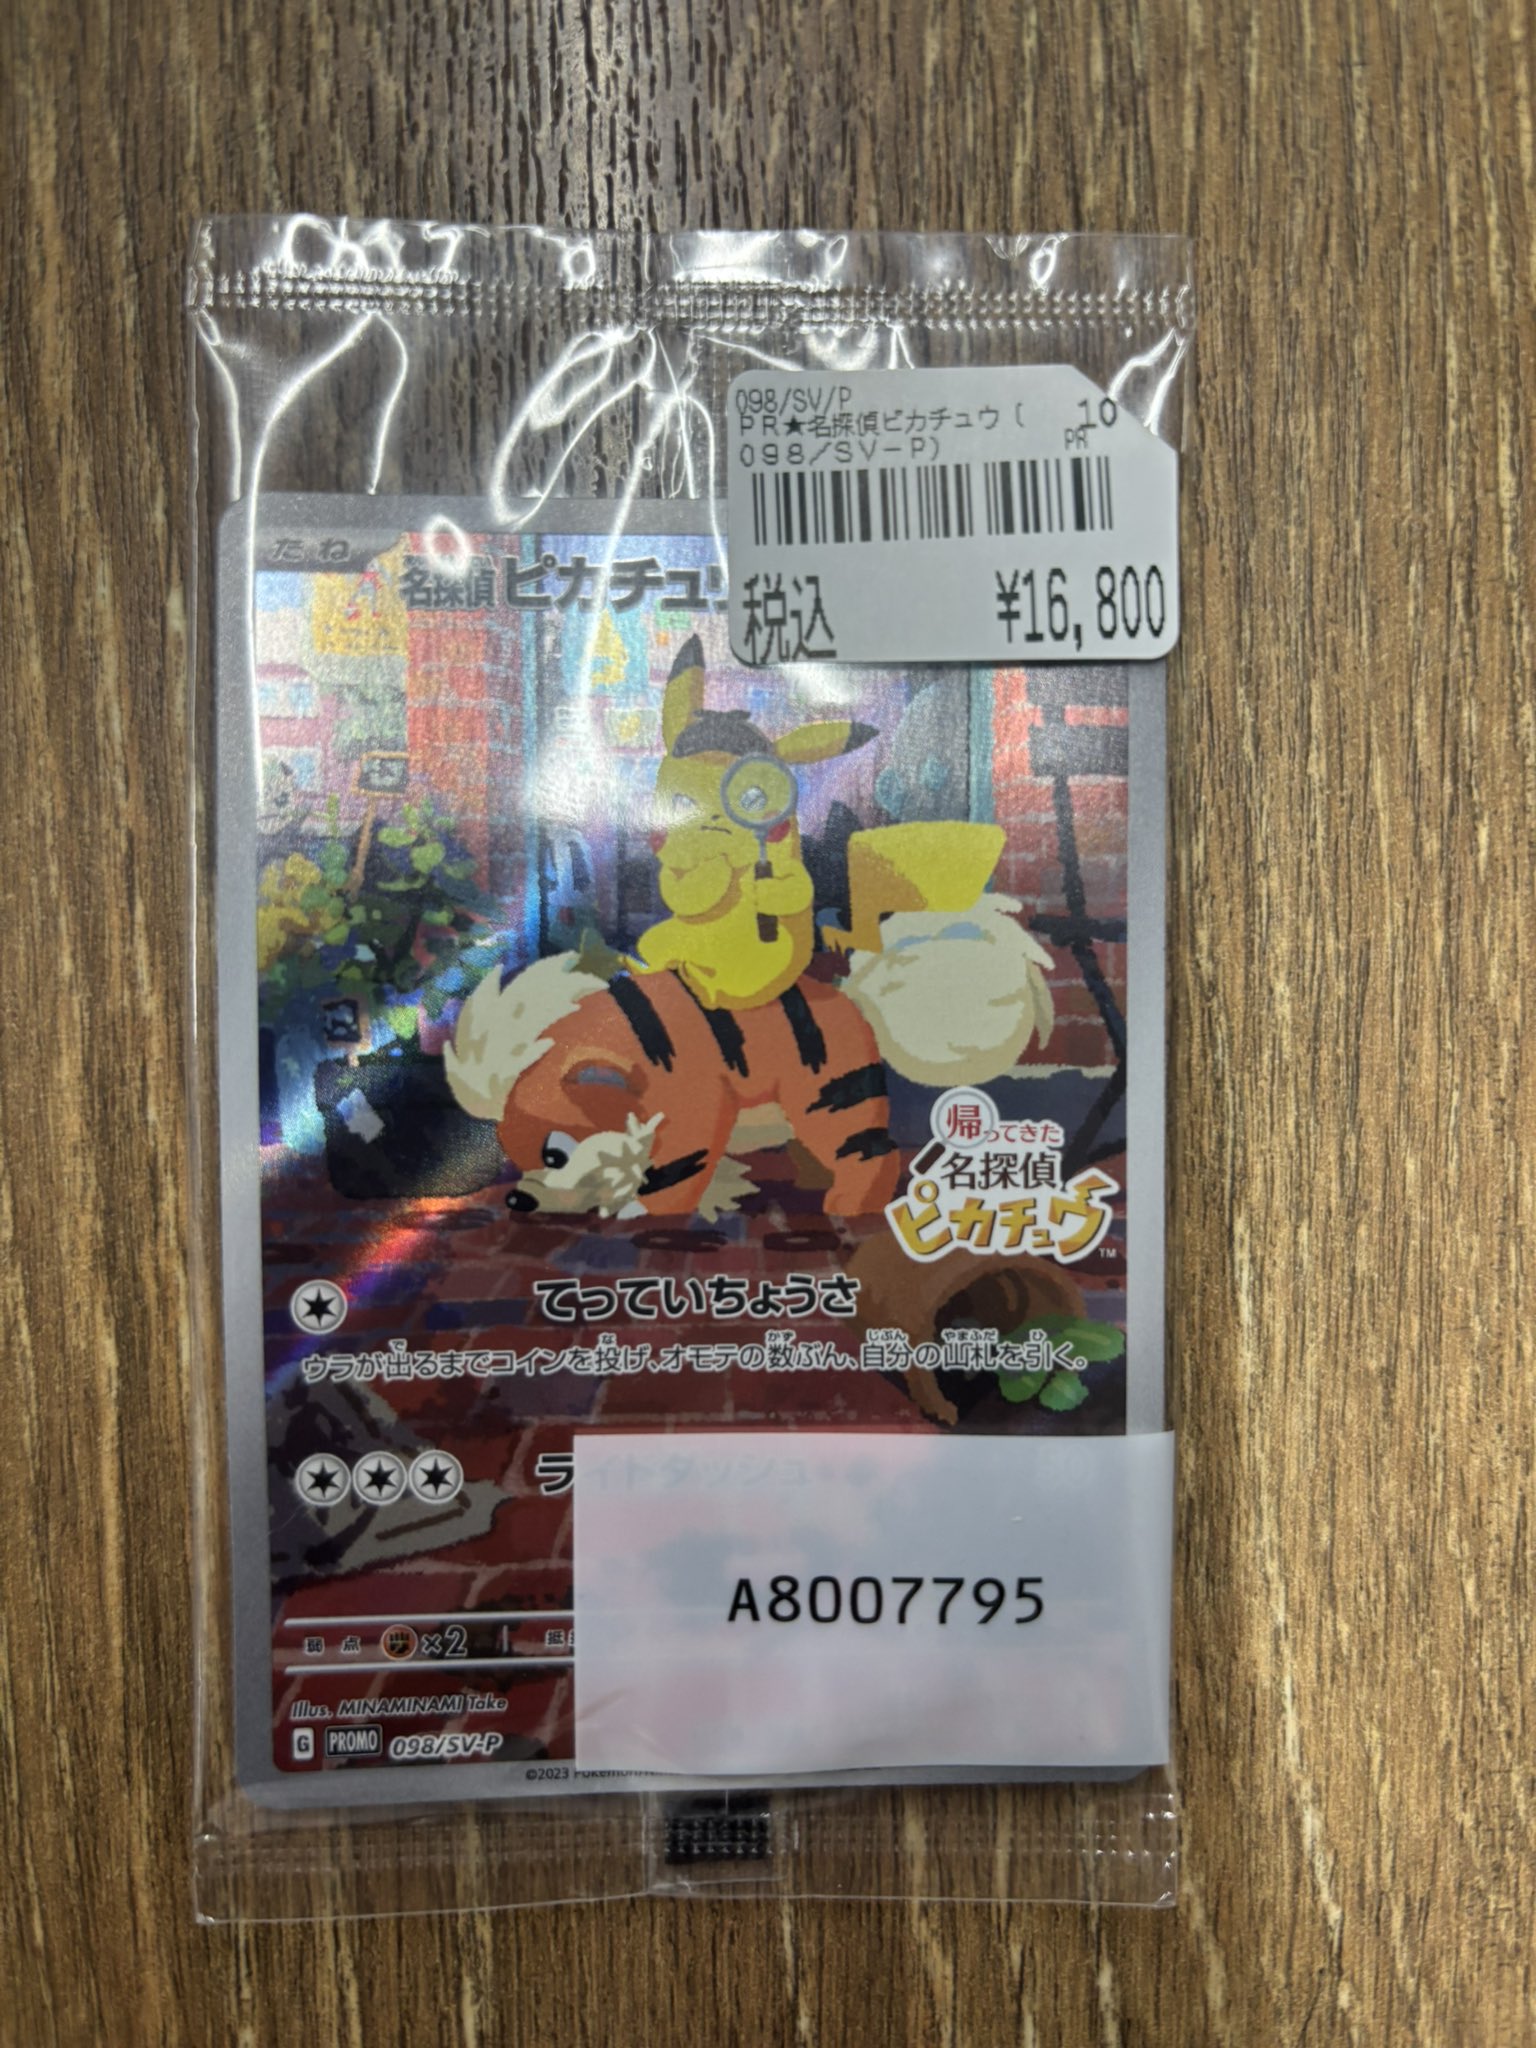 098/SV/P
PR★名探偵ピカチュウ(
098/SV-P)
10
PR
税込 ¥16,800
たね
名探偵ピカチュウ
帰ってきた
名探偵
ピカチュウ™
てっていちょうさ
ウラが出るまでコインを投げ、オモテの数ぶん、自分の山札を引く。
ライトダッシュ
A8007795
弱点 ×2
Illus. MINAMINAMI Take
G PROMO 098/SV-P
©2023 Pokémon